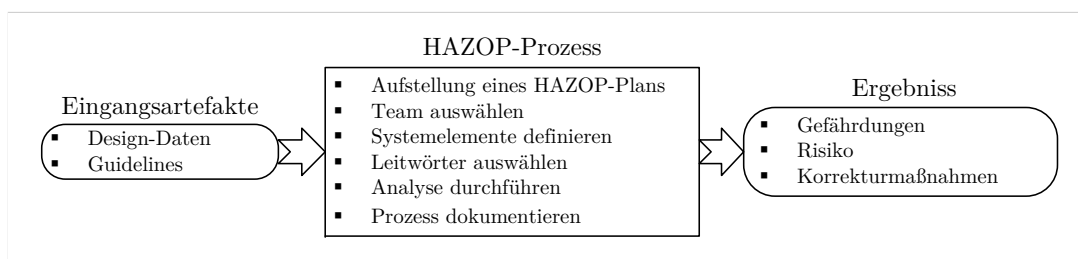 HAZOP-Prozess
Eingangsartefakte
Design-Daten
Guidelines
Aufstellung eines HAZOP-Plans
Team auswählen
Systemelemente definieren
Leitwörter auswählen
Analyse durchführen
Prozess dokumentieren
Ergebniss
Gefährdungen
Risiko
Korrekturmaßnahmen